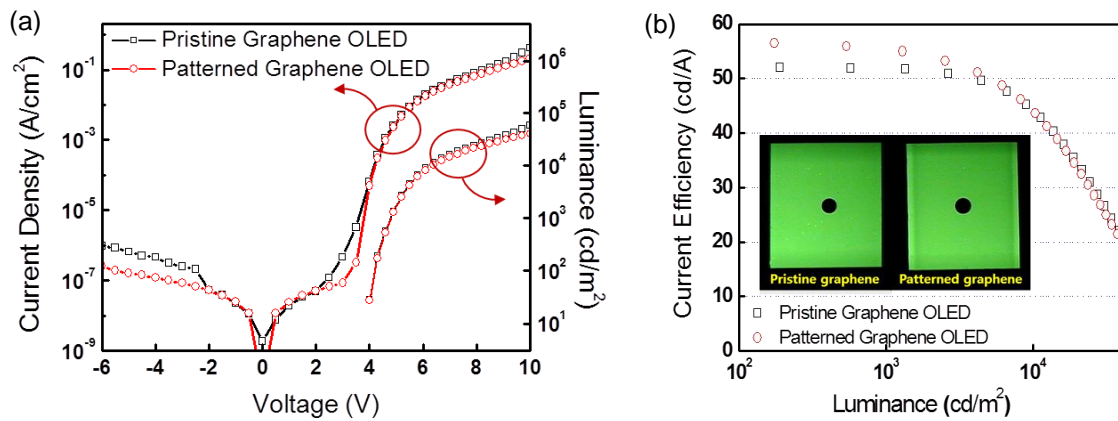 (a)
Pristine Graphene OLED
Patterned Graphene OLED
Current Density (A/cm²)
10⁻¹
10⁻³
10⁻⁵
10⁻⁷
10⁻⁹
-6 -4 -2 0 2 4 6 8 10
Voltage (V)
10⁶
10⁵
10⁴
10³
10²
10¹
Luminance (cd/m²)
(b)
Current Efficiency (cd/A)
60
50
40
30
20
10
0
Pristine graphene
Patterned graphene
Pristine Graphene OLED
Patterned Graphene OLED
10² 10³ 10⁴
Luminance (cd/m²)